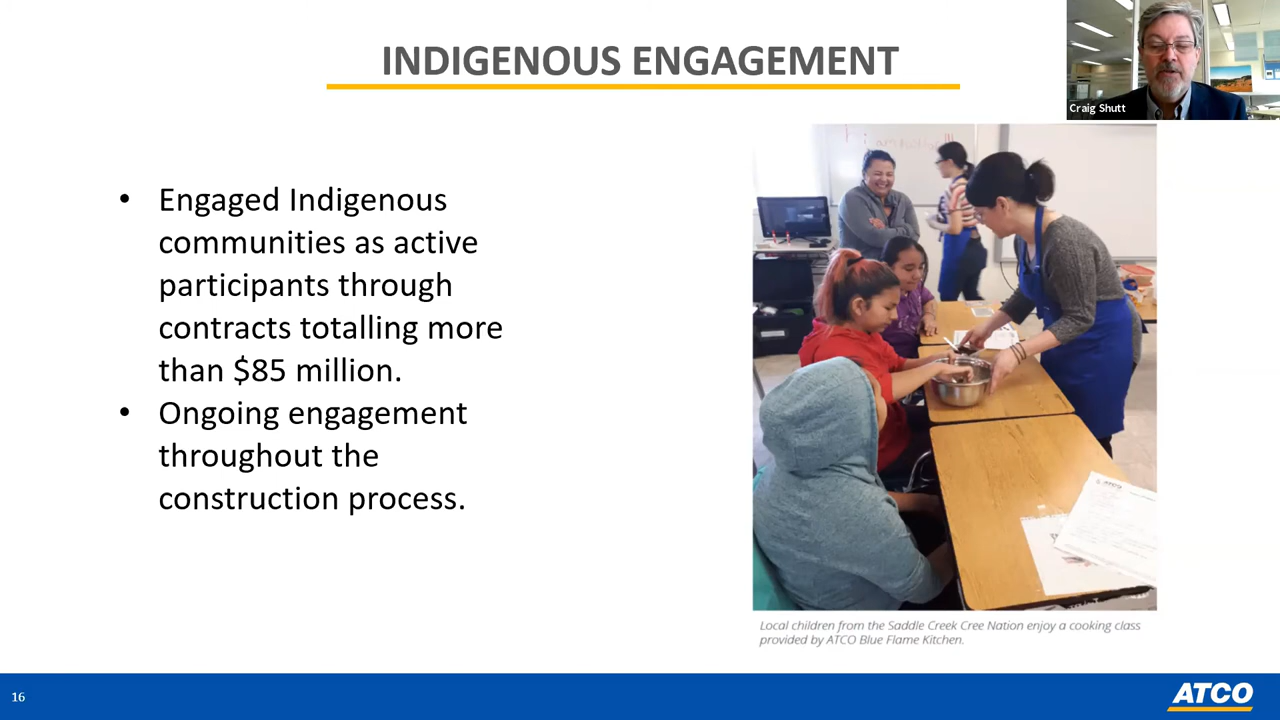 INDIGENOUS ENGAGEMENT
Craig Shutt
• Engaged Indigenous
communities as active
participants through
contracts totalling more
than $85 million.
• Ongoing engagement
throughout the
construction process.
Local children from the Saddle Creek Cree Nation enjoy a cooking class
provided by ATCO Blue Flame Kitchen.
16
ATCO